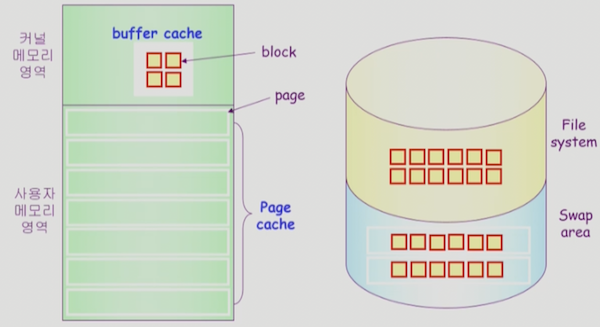 커널
메모리
영역
buffer cache
block
page
사용자
메모리
영역
Page
cache
File
system
Swap
area